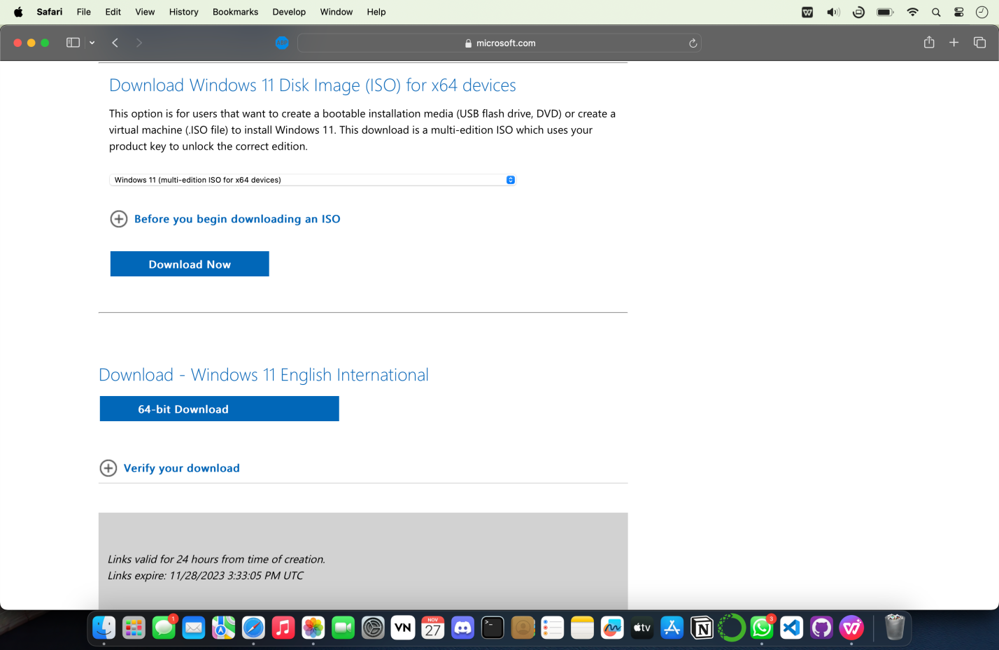 Safari File Edit View History Bookmarks Develop Window Help
microsoft.com
Download Windows 11 Disk Image (ISO) for x64 devices
This option is for users that want to create a bootable installation media (USB flash drive, DVD) or create a
virtual machine (.ISO file) to install Windows 11. This download is a multi-edition ISO which uses your
product key to unlock the correct edition.
Windows 11 (multi-edition ISO for x64 devices)
Before you begin downloading an ISO
Download Now
Download - Windows 11 English International
64-bit Download
Verify your download
Links valid for 24 hours from time of creation.
Links expire: 11/28/2023 3:33:05 PM UTC
1 VN NOV 27 tv N 3